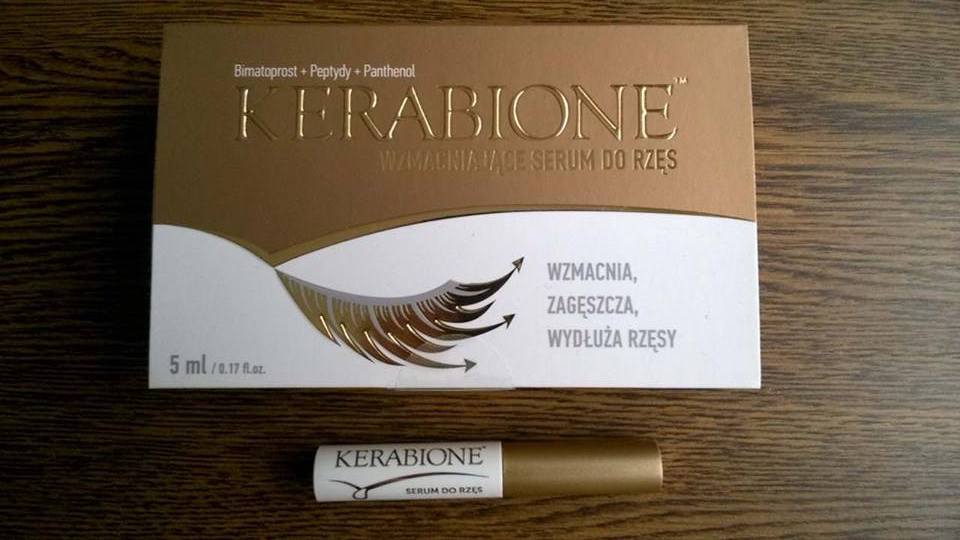 Bimatoprost + Peptydy + Panthenol
KERABIONE™
WZMACNIAJĄCE SERUM DO RZĘS
WZMACNIA,
ZAGĘSZCZA,
WYDŁUŻA RZĘSY
5 ml / 0.17 fl.oz.
KERABIONE™
SERUM DO RZĘS